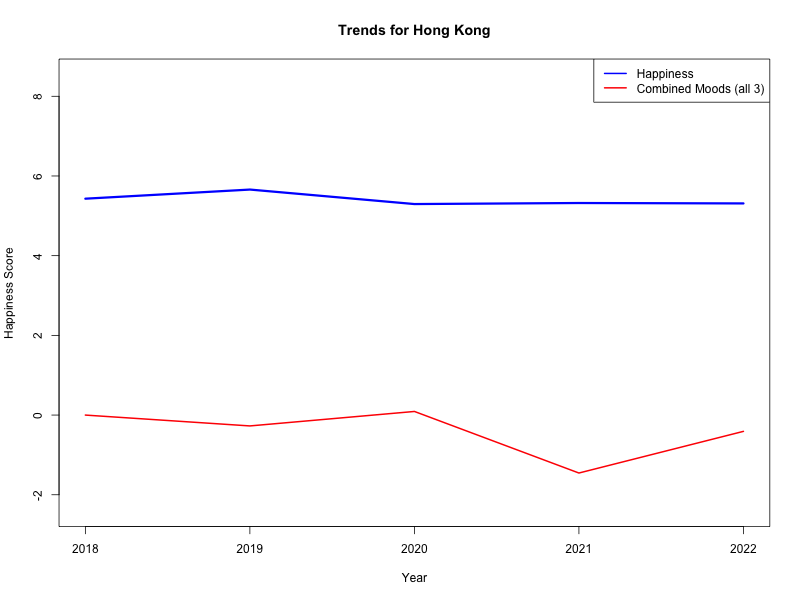 Trends for Hong Kong
Happiness
Combined Moods (all 3)
Happiness Score
8
6
4
2
0
-2
2018 2019 2020 2021 2022
Year